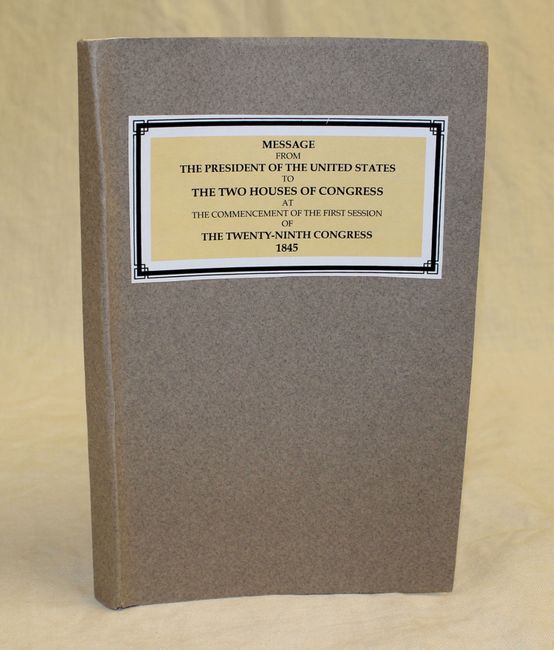 MESSAGE
FROM
THE PRESIDENT OF THE UNITED STATES
TO
THE TWO HOUSES OF CONGRESS
AT
THE COMMENCEMENT OF THE FIRST SESSION
OF
THE TWENTY-NINTH CONGRESS
1845